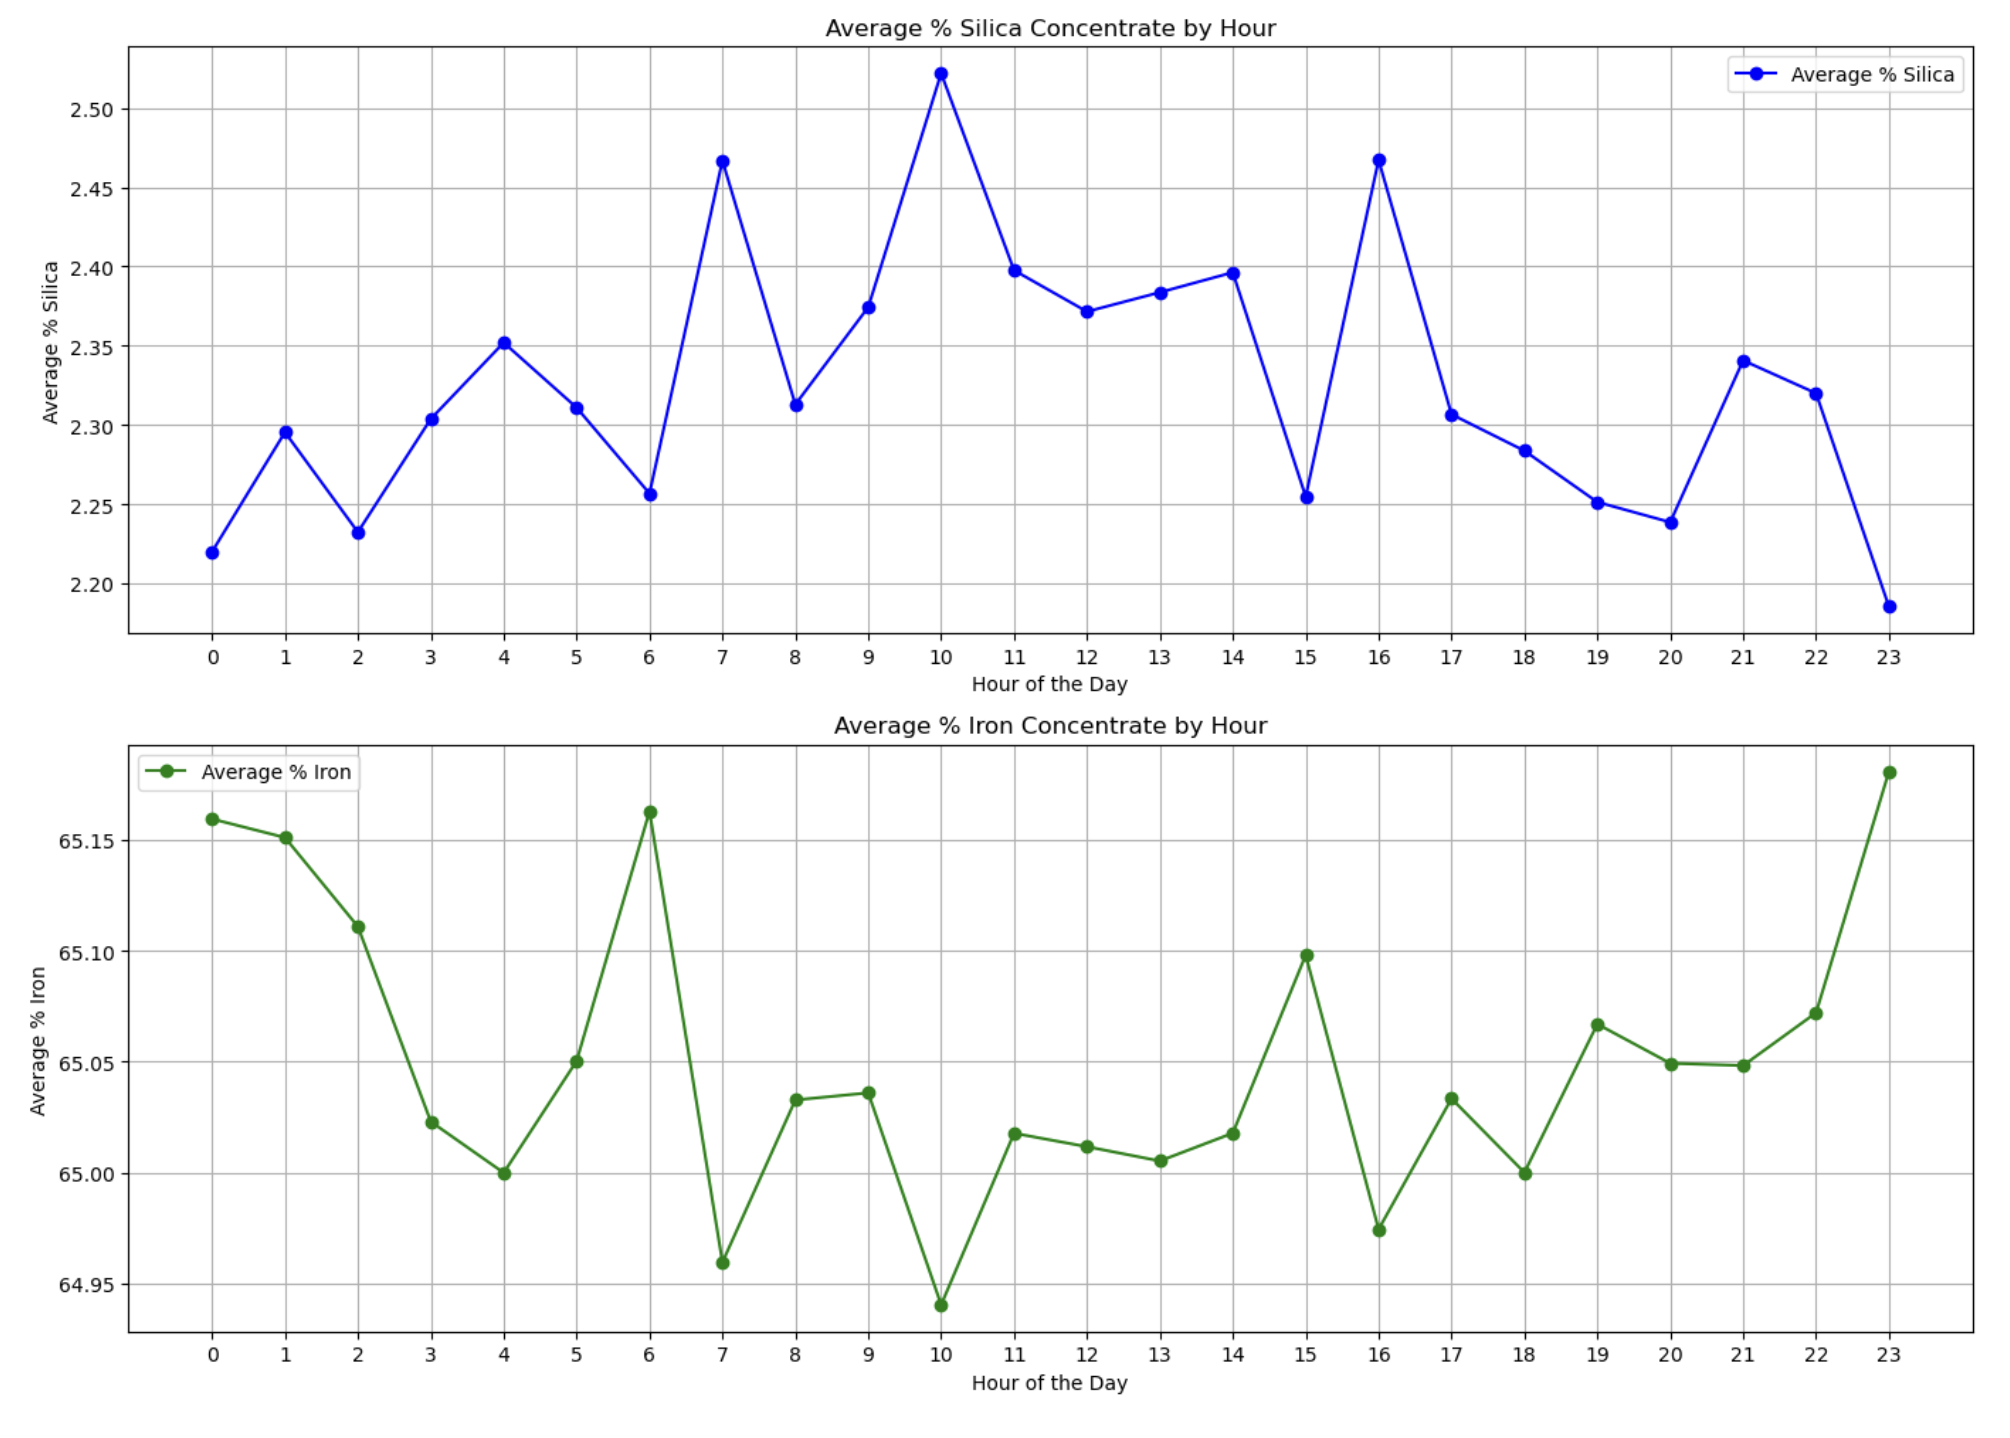 Average % Silica Concentrate by Hour
Average % Silica
Average % Silica
2.50
2.45
2.40
2.35
2.30
2.25
2.20
0 1 2 3 4 5 6 7 8 9 10 11 12 13 14 15 16 17 18 19 20 21 22 23
Hour of the Day
Average % Iron Concentrate by Hour
Average % Iron
Average % Iron
65.15
65.10
65.05
65.00
64.95
0 1 2 3 4 5 6 7 8 9 10 11 12 13 14 15 16 17 18 19 20 21 22 23
Hour of the Day